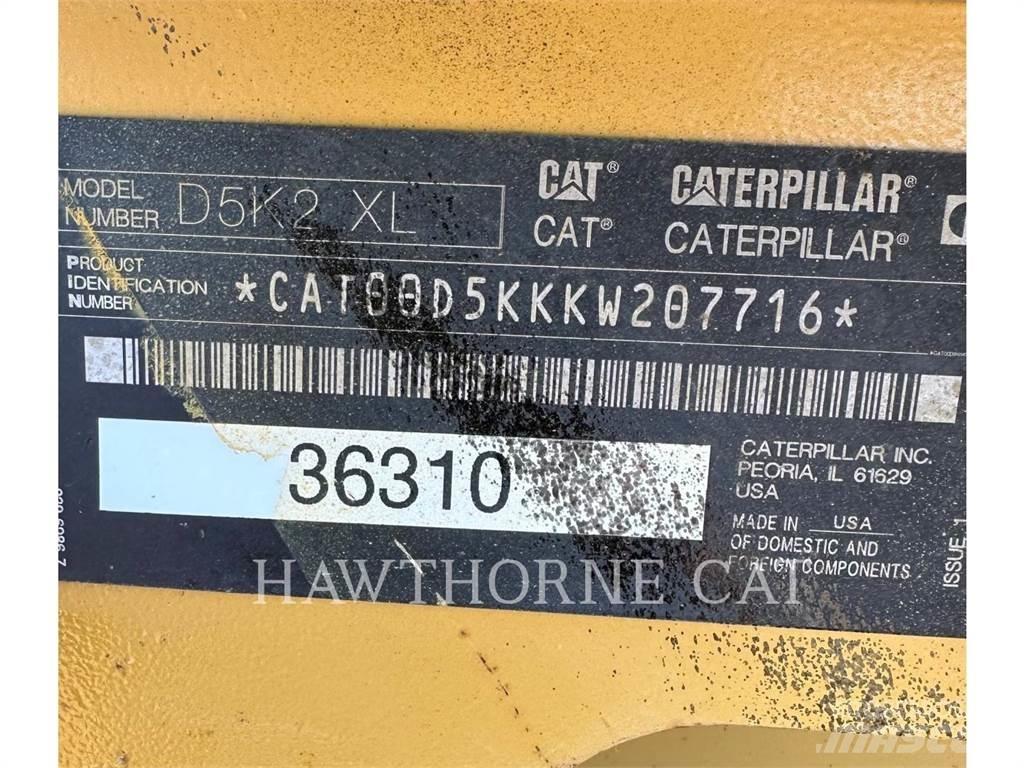 MODEL NUMBER D5K2 XL
CAT® CATERPILLAR®
CAT® CATERPILLAR®
PRODUCT IDENTIFICATION NUMBER *CAT00D5KKKW207716*
36310
CATERPILLAR INC.
PEORIA, IL 61629
USA
MADE IN USA
OF DOMESTIC AND
FOREIGN COMPONENTS
ISSUE 1
HAWTHORNE CAT